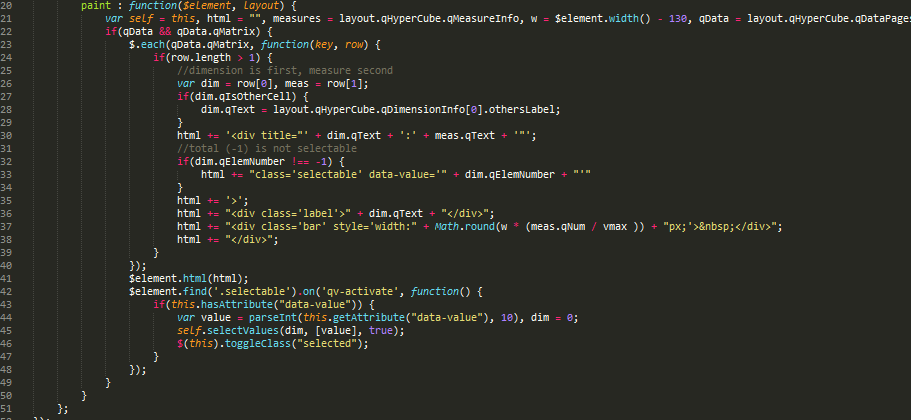 20 paint : function($element, layout) {
21 var self = this, html = "", measures = layout.qHyperCube.qMeasureInfo, w = $element.width() - 130, qData = layout.qHyperCube.qDataPages
22 if(qData && qData.qMatrix) {
23 $.each(qData.qMatrix, function(key, row) {
24 if(row.length > 1) {
25 //dimension is first, measure second
26 var dim = row[0], meas = row[1];
27 if(dim.qIsOtherCell) {
28 dim.qText = layout.qHyperCube.qDimensionInfo[0].othersLabel;
29 }
30 html += '<div title="' + dim.qText + ':' + meas.qText + '"';
31 //total (-1) is not selectable
32 if(dim.qElemNumber !== -1) {
33 html += "class='selectable' data-value='" + dim.qElemNumber + "'"
34 }
35 html += '>';
36 html += "<div class='label'>" + dim.qText + "</div>";
37 html += "<div class='bar' style='width:" + Math.round(w * (meas.qNum / vmax )) + "px;'>&nbsp;</div>";
38 html += "</div>";
39 }
40 });
41 $element.html(html);
42 $element.find('.selectable').on('qv-activate', function() {
43 if(this.hasAttribute("data-value")) {
44 var value = parseInt(this.getAttribute("data-value"), 10), dim = 0;
45 self.selectValues(dim, [value], true);
46 $(this).toggleClass("selected");
47 }
48 });
49 }
50 }
51 };